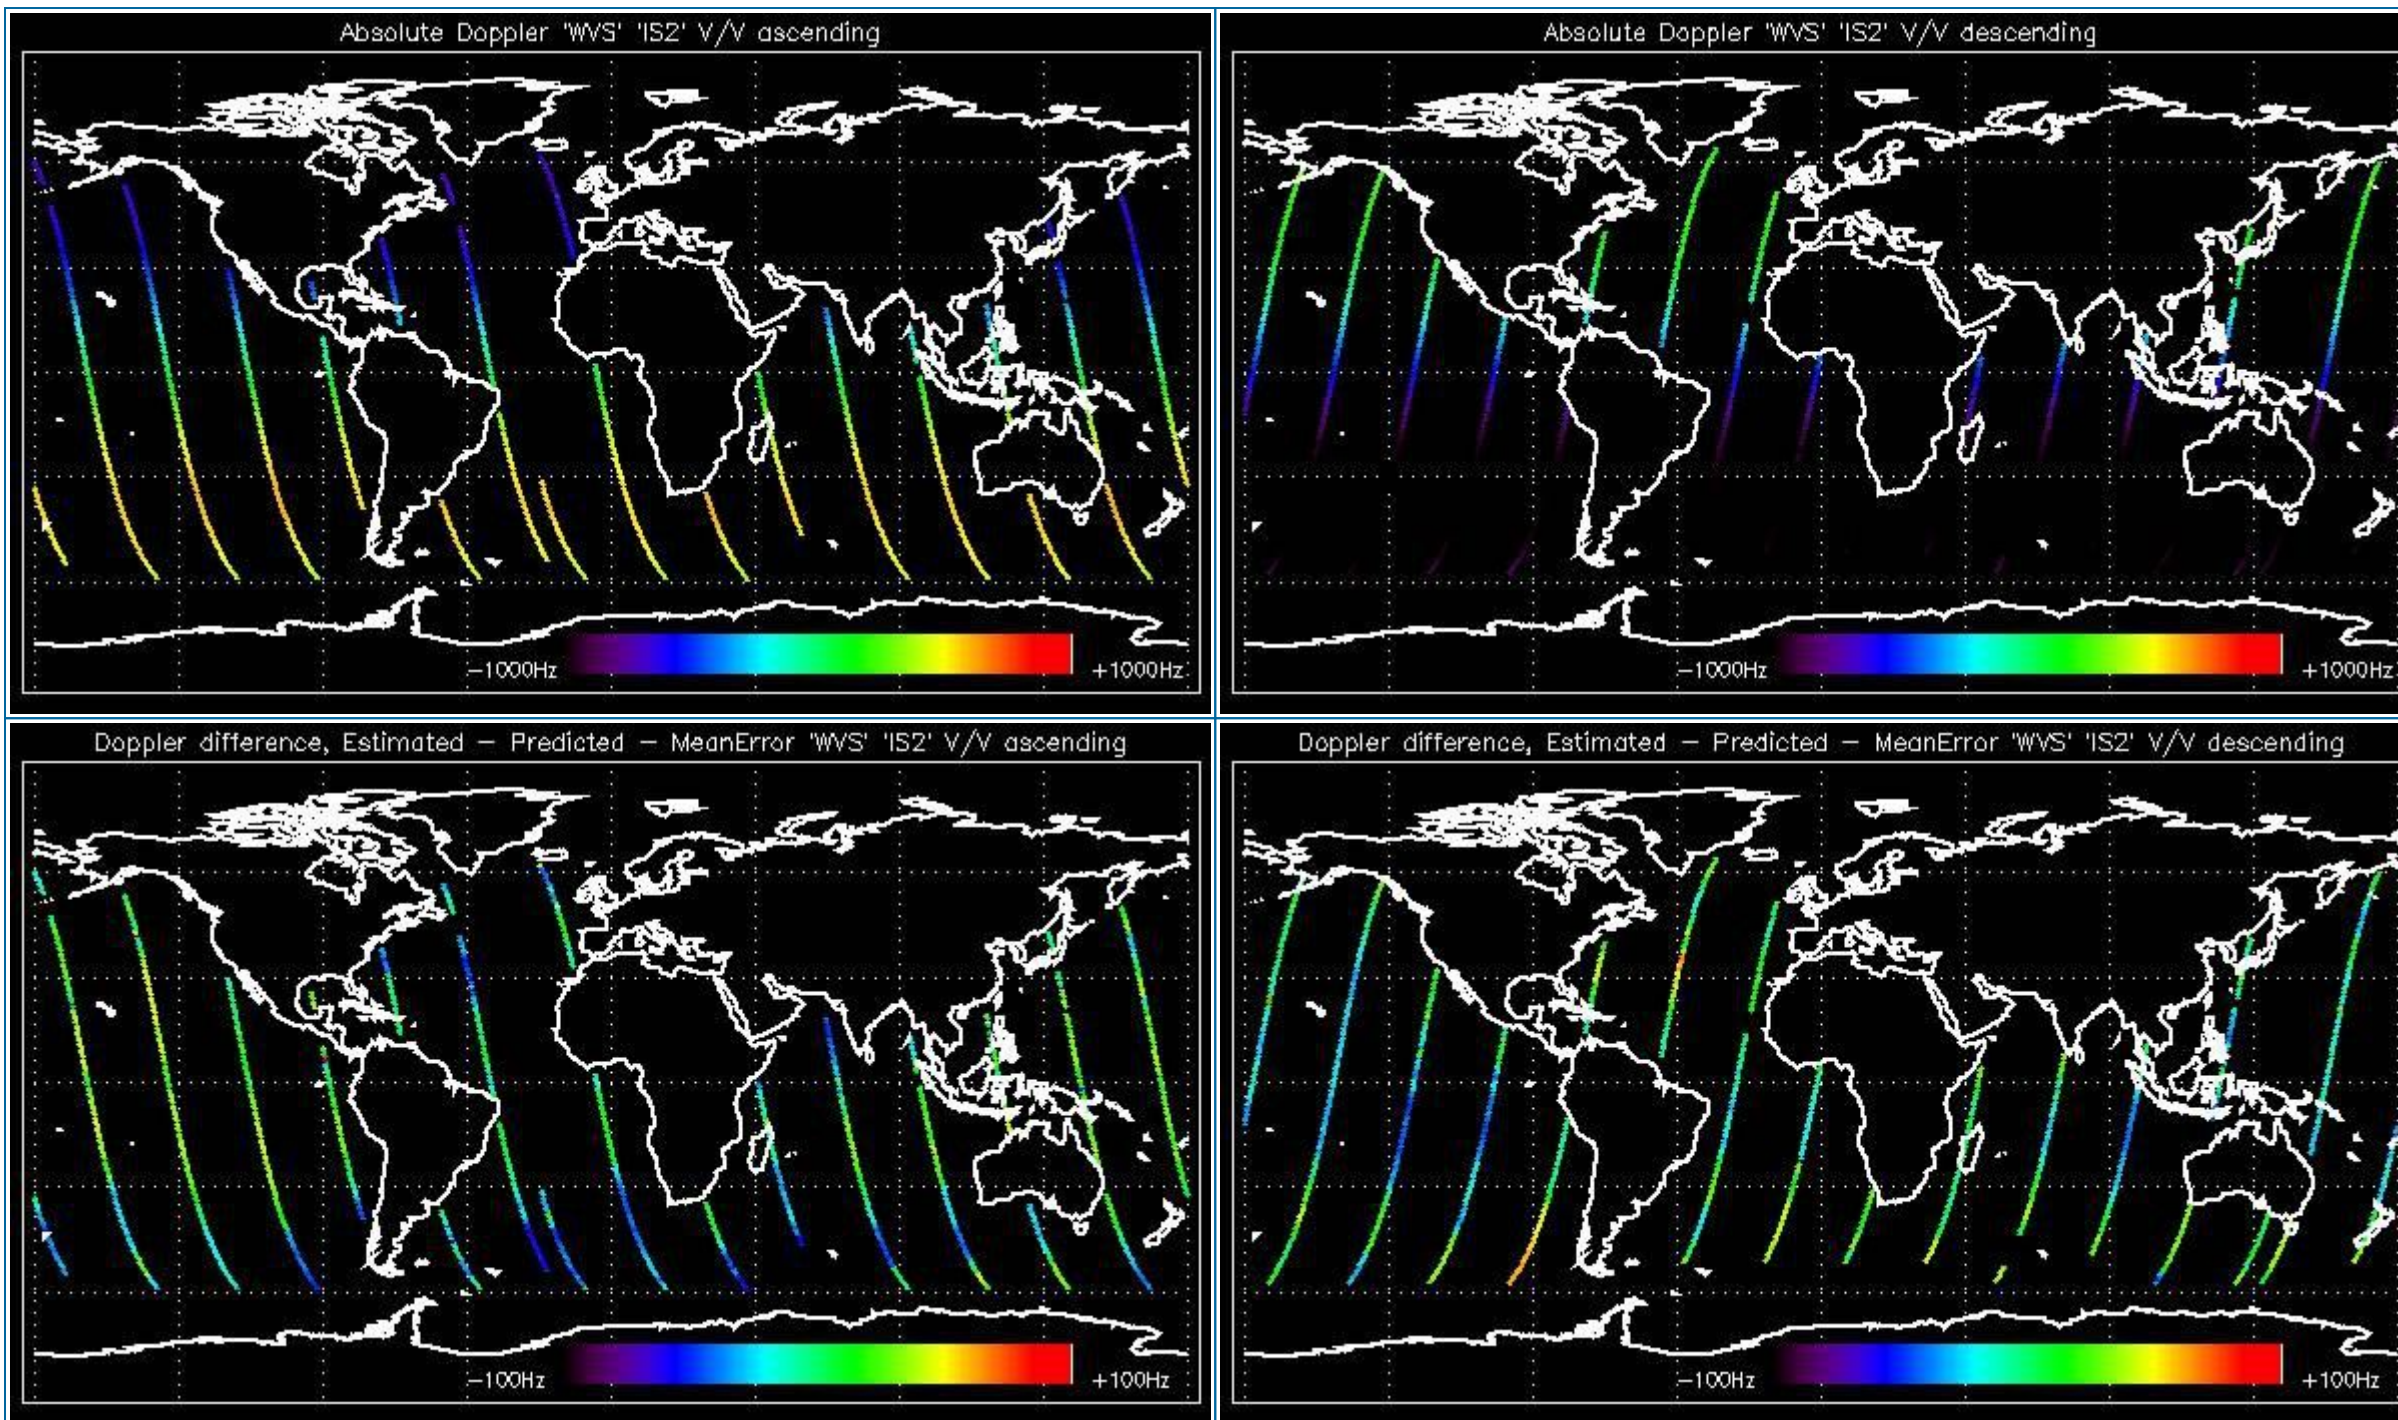 Absolute Doppler 'WVS' 'IS2' V/V ascending
-1000Hz
+1000Hz
Absolute Doppler 'WVS' 'IS2' V/V descending
-1000Hz
+1000Hz
Doppler difference, Estimated - Predicted - MeanError 'WVS' 'IS2' V/V ascending
-100Hz
+100Hz
Doppler difference, Estimated - Predicted - MeanError 'WVS' 'IS2' V/V descending
-100Hz
+100Hz